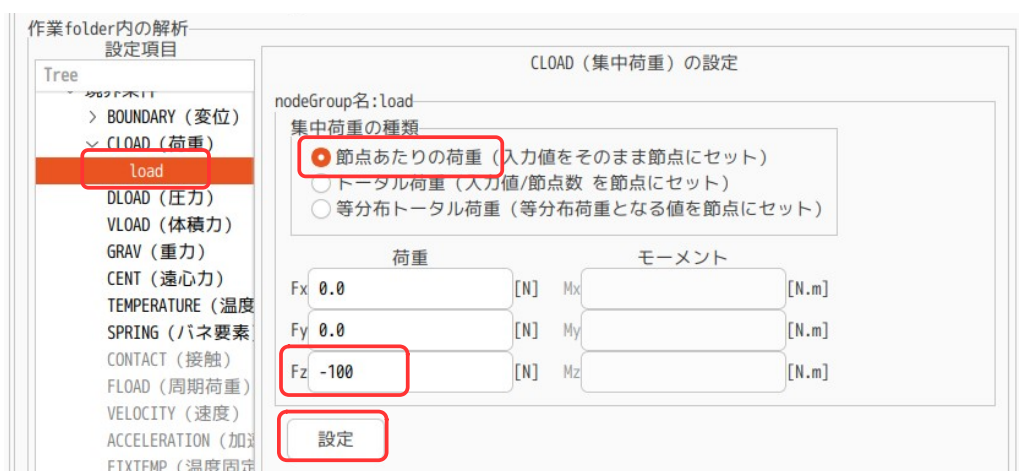 作業folder内の解析
設定項目
Tree
境界条件
> BOUNDARY (変位)
CLOAD (荷重)
load
DLOAD (圧力)
VLOAD (体積力)
GRAV (重力)
CENT (遠心力)
TEMPERATURE (温度
SPRING (バネ要素
CONTACT (接触)
FLOAD (周期荷重)
VELOCITY (速度)
ACCELERATION (加速
FIXTEMP (温度固定
CLOAD (集中荷重) の設定
nodeGroup名:load
集中荷重の種類
節点あたりの荷重 (入力値をそのまま節点にセット)
トータル荷重 (入力値/節点数 を節点にセット)
等分布トータル荷重 (等分布荷重となる値を節点にセット)
荷重 モーメント
Fx 0.0 [N] Mx [N.m]
Fy 0.0 [N] My [N.m]
Fz -100 [N] Mz [N.m]
設定